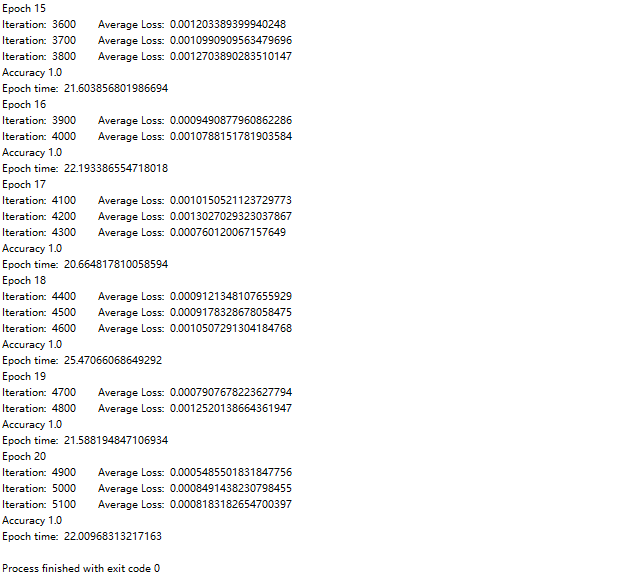 Epoch 15
Iteration: 3600 Average Loss: 0.001203389399940248
Iteration: 3700 Average Loss: 0.0010990909563479696
Iteration: 3800 Average Loss: 0.0012703890283510147
Accuracy 1.0
Epoch time: 21.603856801986694
Epoch 16
Iteration: 3900 Average Loss: 0.0009490877960862286
Iteration: 4000 Average Loss: 0.0010788151781903584
Accuracy 1.0
Epoch time: 22.193386554718018
Epoch 17
Iteration: 4100 Average Loss: 0.0010150521123729773
Iteration: 4200 Average Loss: 0.0013027029323037867
Iteration: 4300 Average Loss: 0.000760120067157649
Accuracy 1.0
Epoch time: 20.664817810058594
Epoch 18
Iteration: 4400 Average Loss: 0.0009121348107655929
Iteration: 4500 Average Loss: 0.0009178328678058475
Iteration: 4600 Average Loss: 0.0010507291304184768
Accuracy 1.0
Epoch time: 25.47066068649292
Epoch 19
Iteration: 4700 Average Loss: 0.0007907678223627794
Iteration: 4800 Average Loss: 0.0012520138664361947
Accuracy 1.0
Epoch time: 21.588194847106934
Epoch 20
Iteration: 4900 Average Loss: 0.0005485501831847756
Iteration: 5000 Average Loss: 0.0008491438230798455
Iteration: 5100 Average Loss: 0.0008183182654700397
Accuracy 1.0
Epoch time: 22.00968313217163
Process finished with exit code 0